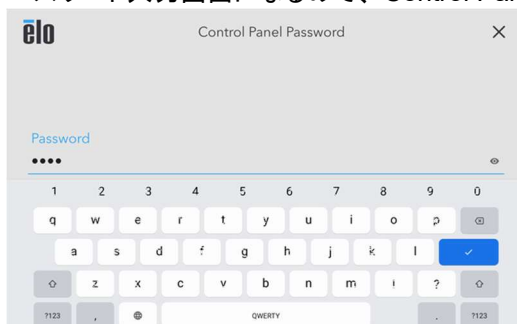 elo
Control Panel Password
Password
••••
1 2 3 4 5 6 7 8 9 0
q w e r t y u i o p
a s d f g h j k l
z x c v b n m ! ?
?123 , QWERTY . ?123